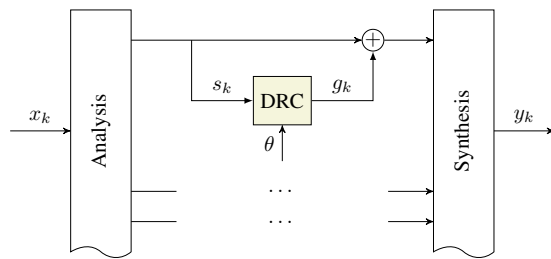 x_k
Analysis
s_k
DRC
g_k
+
θ
...
...
Synthesis
y_k